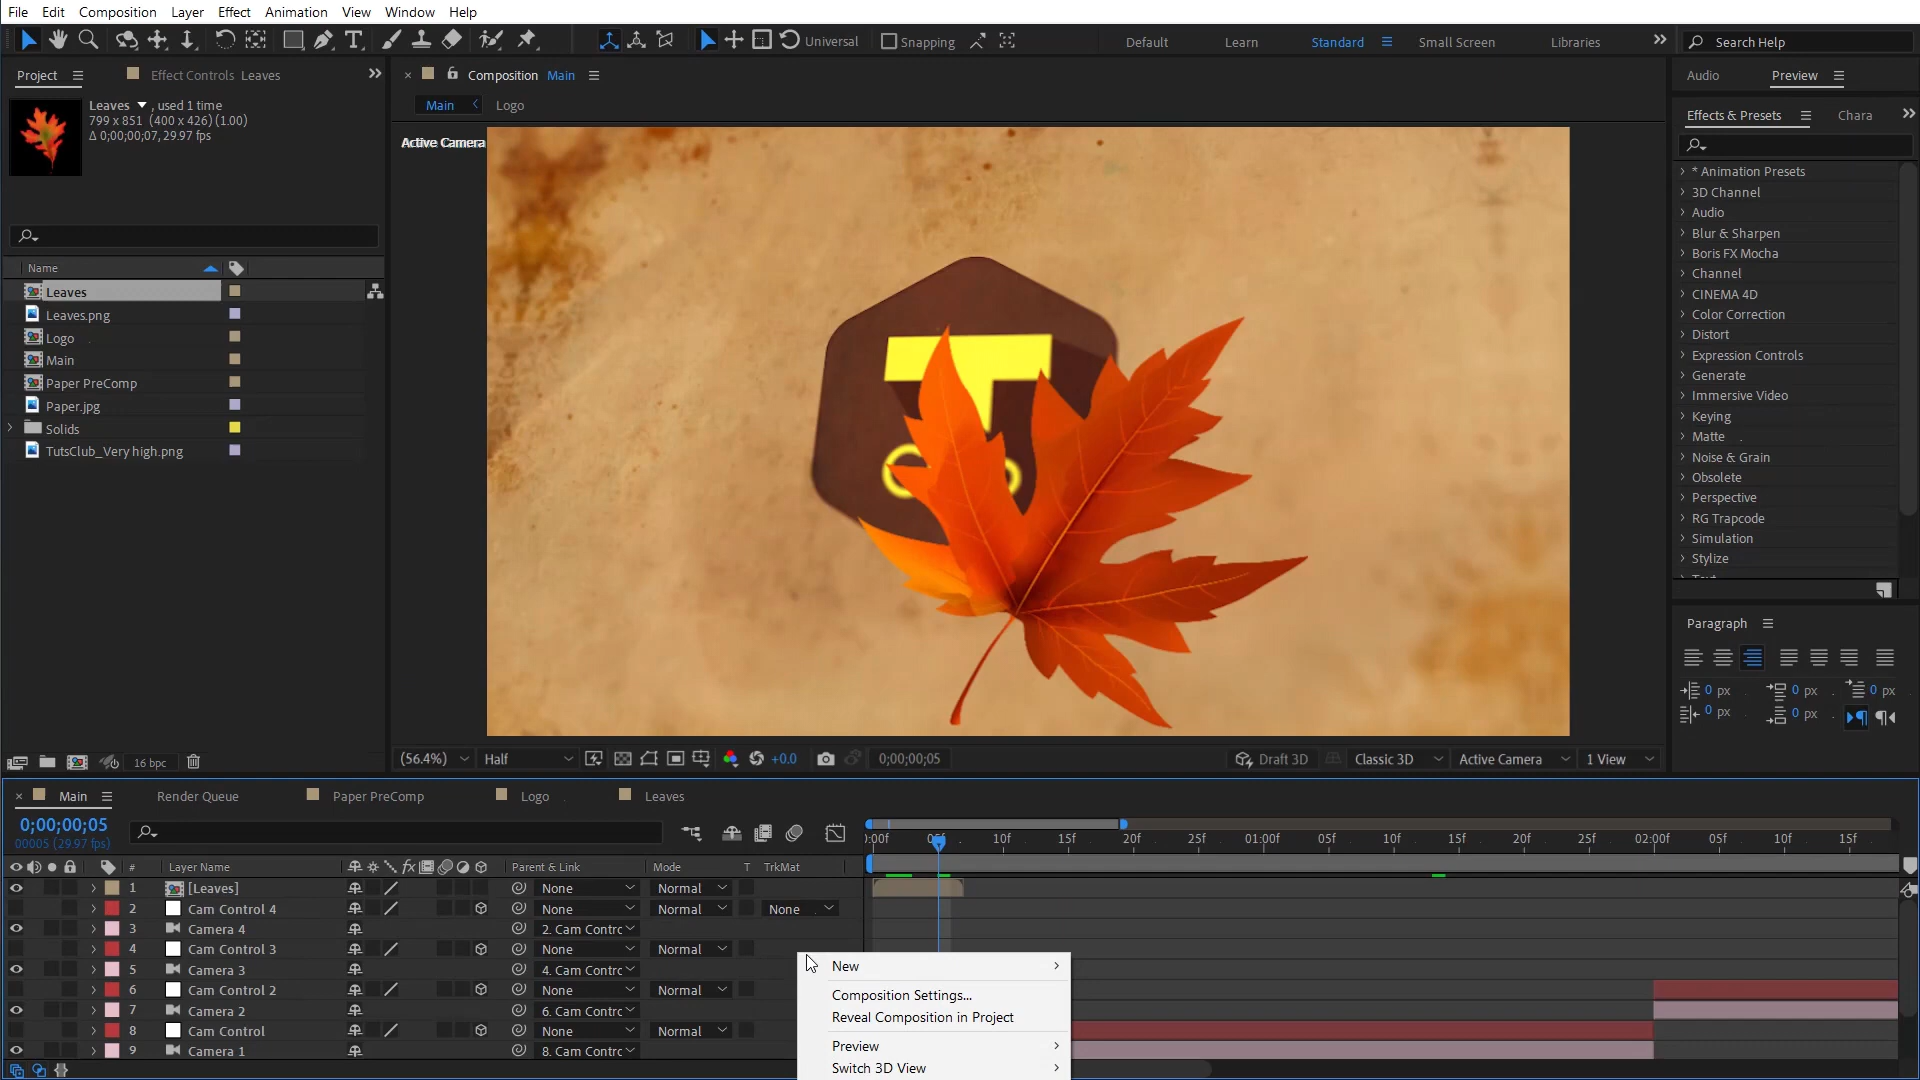 File Edit Composition Layer Effect Animation View Window Help
Universal Snapping Default Learn Standard Small Screen Libraries Search Help
Project Effect Controls Leaves
Leaves , used 1 time
799 x 851 (400 x 426) (1.00)
Δ 0;00;00;07, 29.97 fps
Name
Leaves
Leaves.png
Logo
Main
Paper PreComp
Paper.jpg
Solids
TutsClub_Very high.png
16 bpc
Composition Main
Main Logo
Active Camera
T
(56.4%) Half +0.0 0;00;00;05 Draft 3D Classic 3D Active Camera 1 View
Audio Preview
Effects & Presets Chara
* Animation Presets
3D Channel
Audio
Blur & Sharpen
Boris FX Mocha
Channel
CINEMA 4D
Color Correction
Distort
Expression Controls
Generate
Immersive Video
Keying
Matte
Noise & Grain
Obsolete
Perspective
RG Trapcode
Simulation
Stylize
Paragraph
0 px 0 px 0 px
0 px 0 px
Main Render Queue Paper PreComp Logo Leaves
0;00;00;05
00005 (29.97 fps)
# Layer Name Parent & Link Mode T TrkMat
1 [Leaves] None Normal
2 Cam Control 4 None Normal None
3 Camera 4 2. Cam Contrc
4 Cam Control 3 None Normal
5 Camera 3 4. Cam Contrc
6 Cam Control 2 None Normal
7 Camera 2 6. Cam Contrc
8 Cam Control None Normal
9 Camera 1 8. Cam Contrc
):00f 10f 15f 20f 25f 01:00f 05f 10f 15f 20f 25f 02:00f 05f 10f 15f
New
Composition Settings...
Reveal Composition in Project
Preview
Switch 3D View